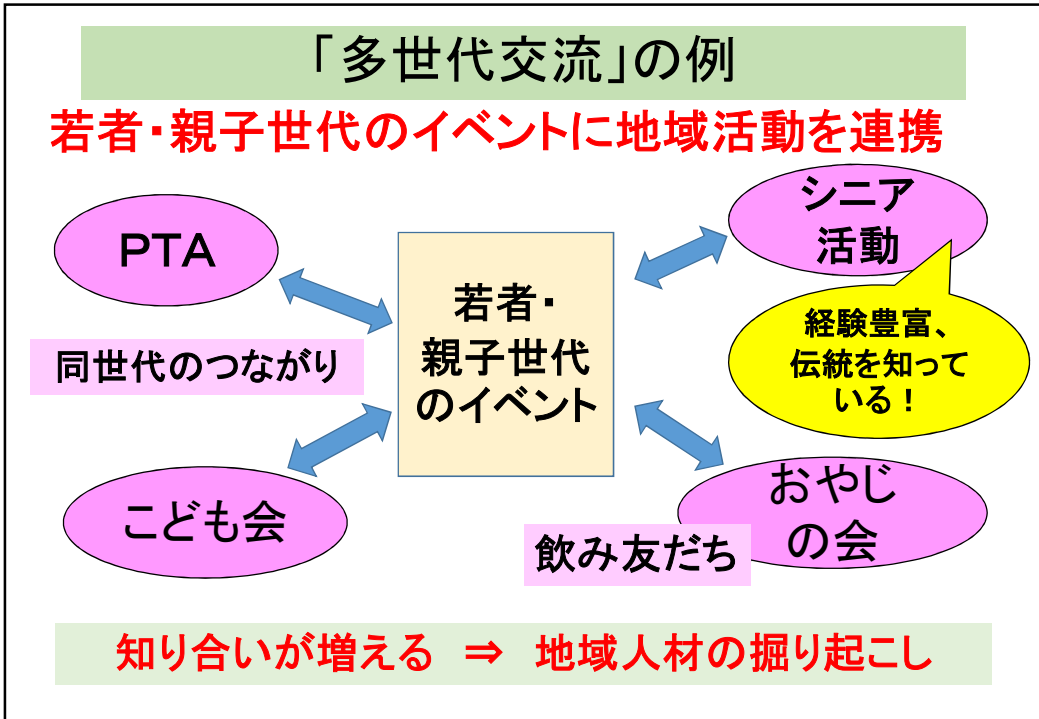 「多世代交流」の例
若者・親子世代のイベントに地域活動を連携
PTA
シニア
活動
若者・
親子世代
のイベント
経験豊富、
伝統を知って
いる!
同世代のつながり
こども会
おやじ
の会
飲み友だち
知り合いが増える ⇒ 地域人材の掘り起こし